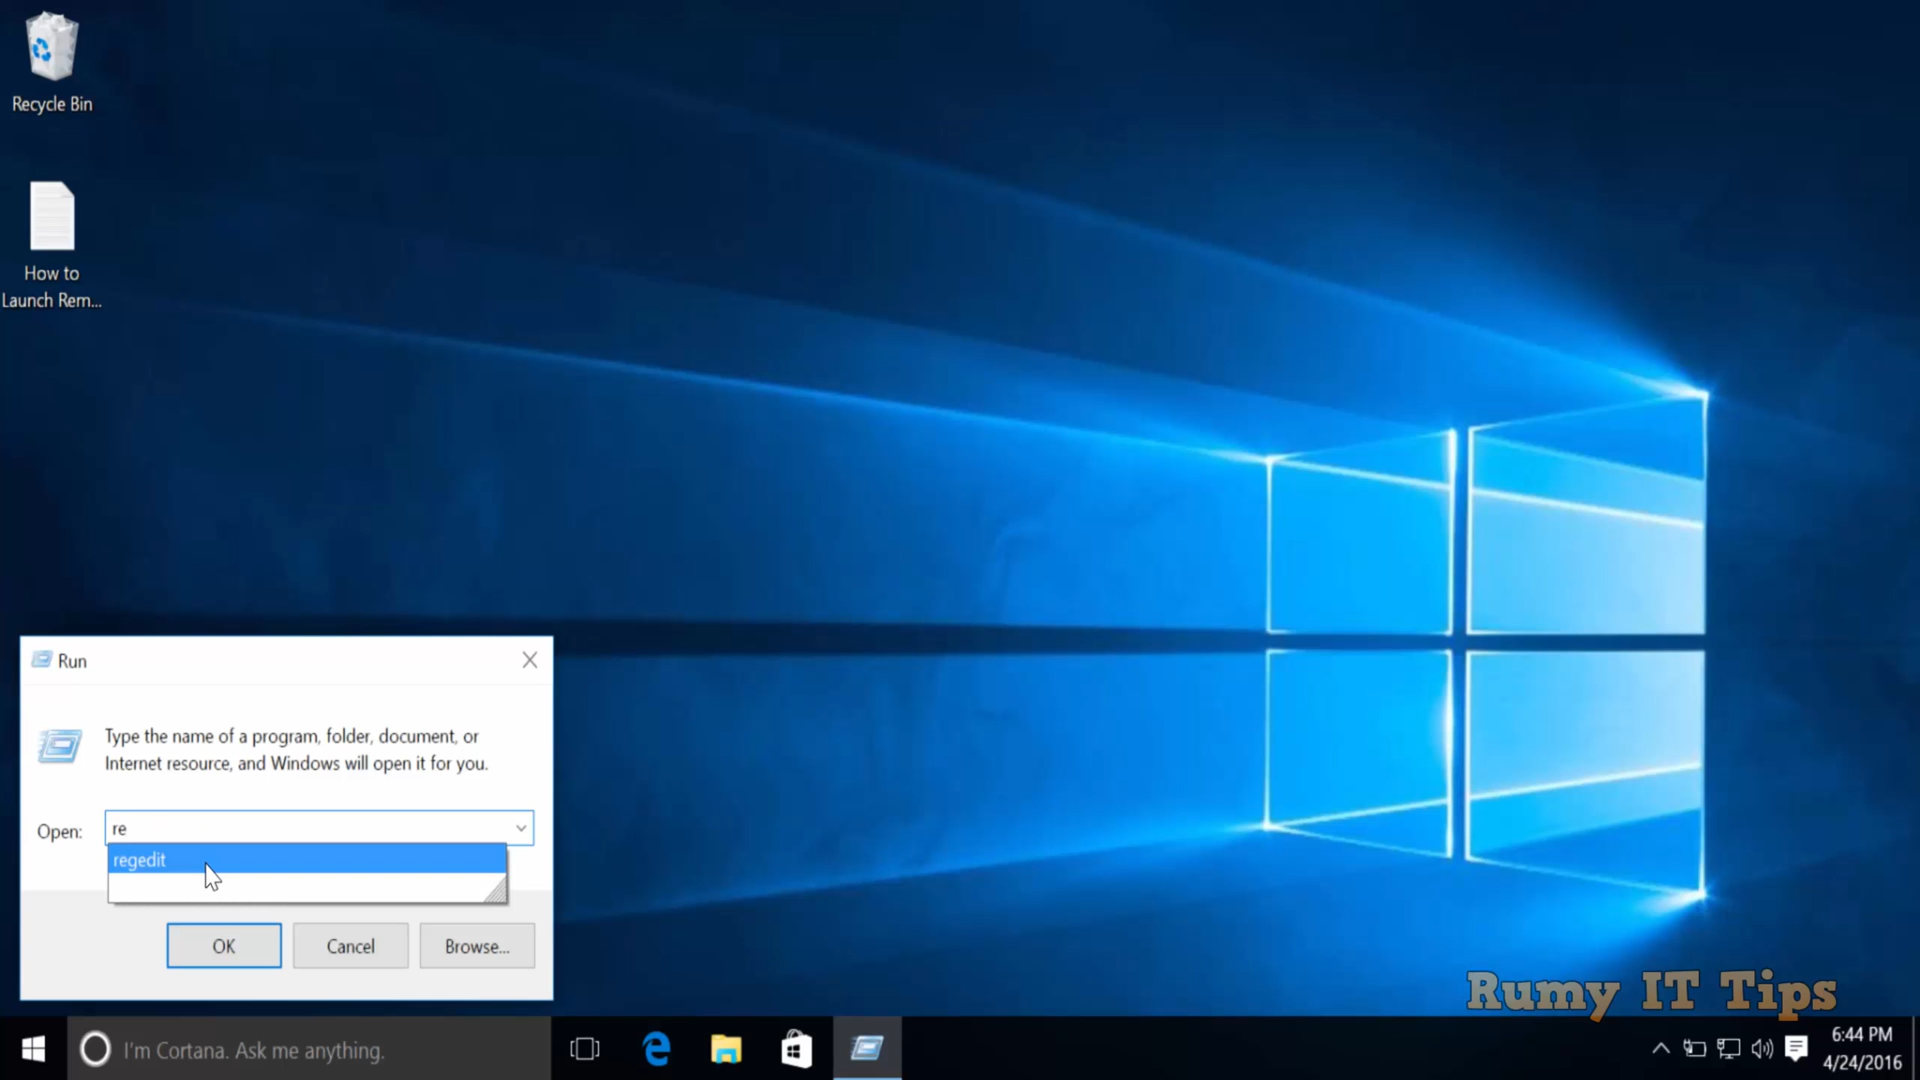 Recycle Bin
How to
Launch Rem...
Run
Type the name of a program, folder, document, or
Internet resource, and Windows will open it for you.
Open: re
regedit
OK Cancel Browse...
Rumy IT Tips
I'm Cortana. Ask me anything.
6:44 PM
4/24/2016